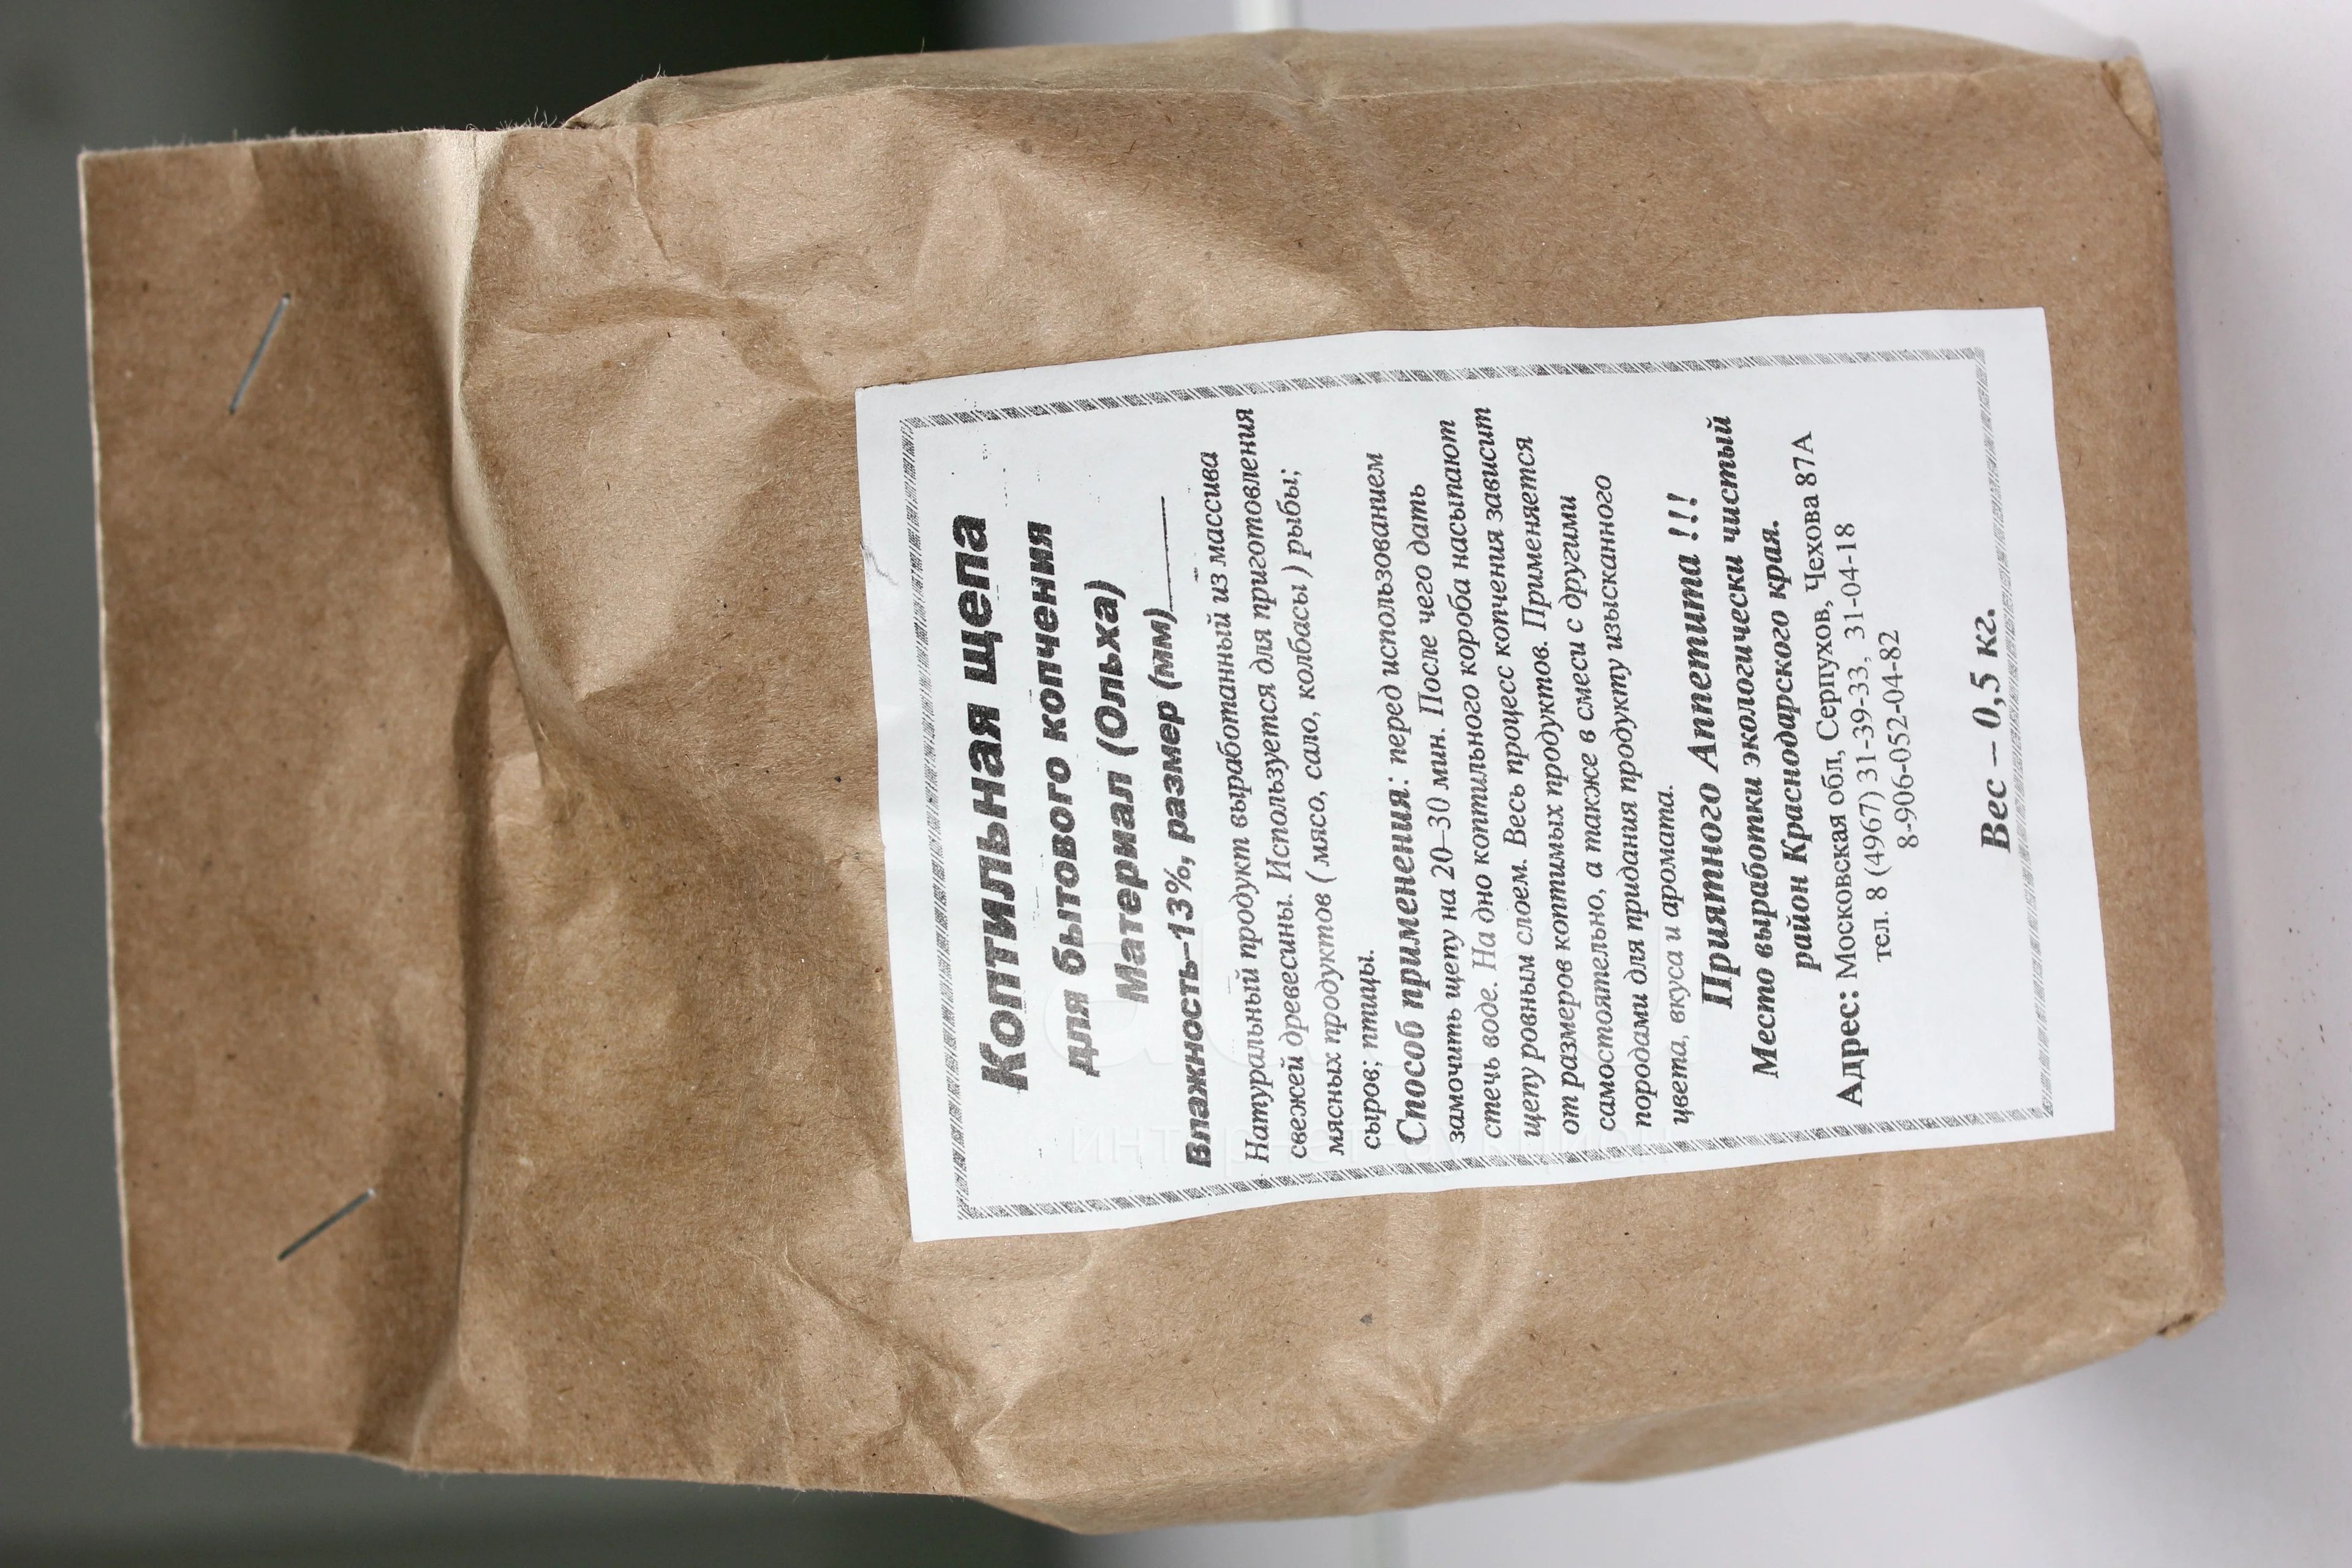 Коптильная щепа
для бытового копчения
Материал (Ольха)
Влажность–13%, размер (мм)____
Натуральный продукт выработанный из массива
свежей древесины. Используется для приготовления
мясных продуктов ( мясо, сало, колбасы ) рыбы;
сыров; птицы.
Способ применения: перед использованием
замочить щепу на 20–30 мин. После чего дать
стечь воде. На дно коптильного короба насыпают
щепу ровным слоем. Весь процесс копчения зависит
от размеров коптимых продуктов. Применяется
самостоятельно, а также в смеси с другими
породами для придания продукту изысканного
цвета, вкуса и аромата.
Приятного Аппетита !!!
Место выработки экологически чистый
район Краснодарского края.
Адрес: Московская обл, Серпухов, Чехова 87А
тел. 8 (4967) 31-39-33, 31-04-18
8-906-052-04-82
Вес – 0,5 кг.